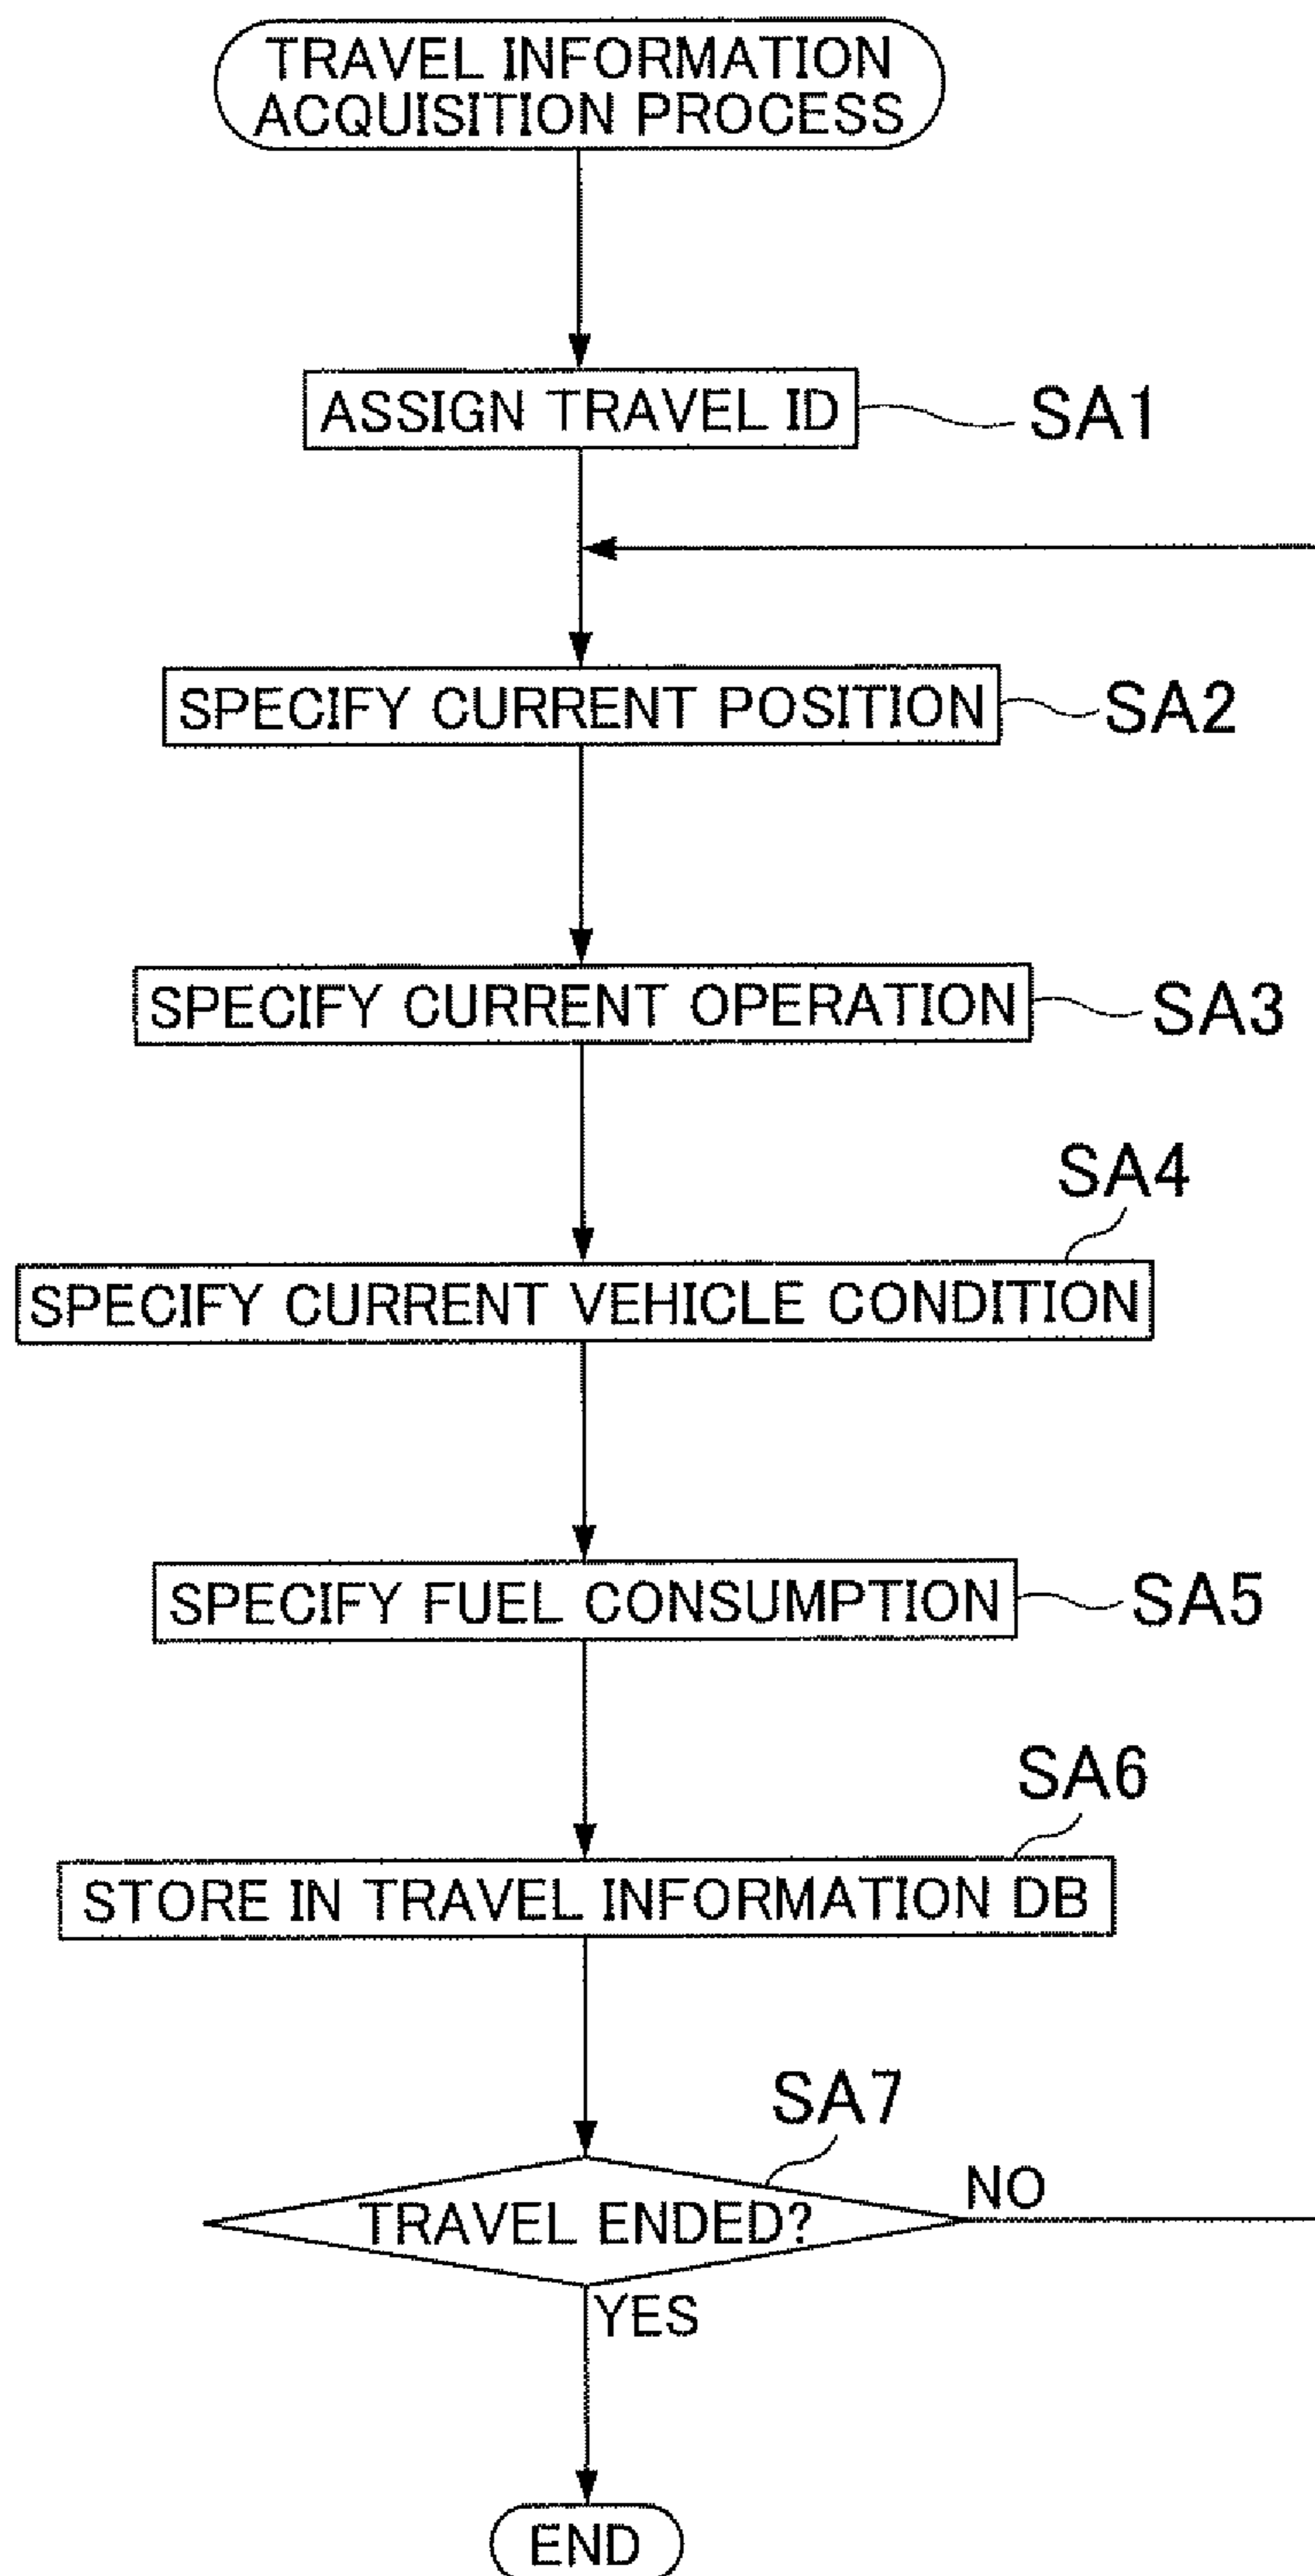 TRAVEL INFORMATION
ACQUISITION PROCESS
ASSIGN TRAVEL ID
SA1
SPECIFY CURRENT POSITION
SA2
SPECIFY CURRENT OPERATION
SA3
SA4
SPECIFY CURRENT VEHICLE CONDITION
SPECIFY FUEL CONSUMPTION
SA5
SA6
STORE IN TRAVEL INFORMATION DB
SA7
TRAVEL ENDED?
NO
YES
END